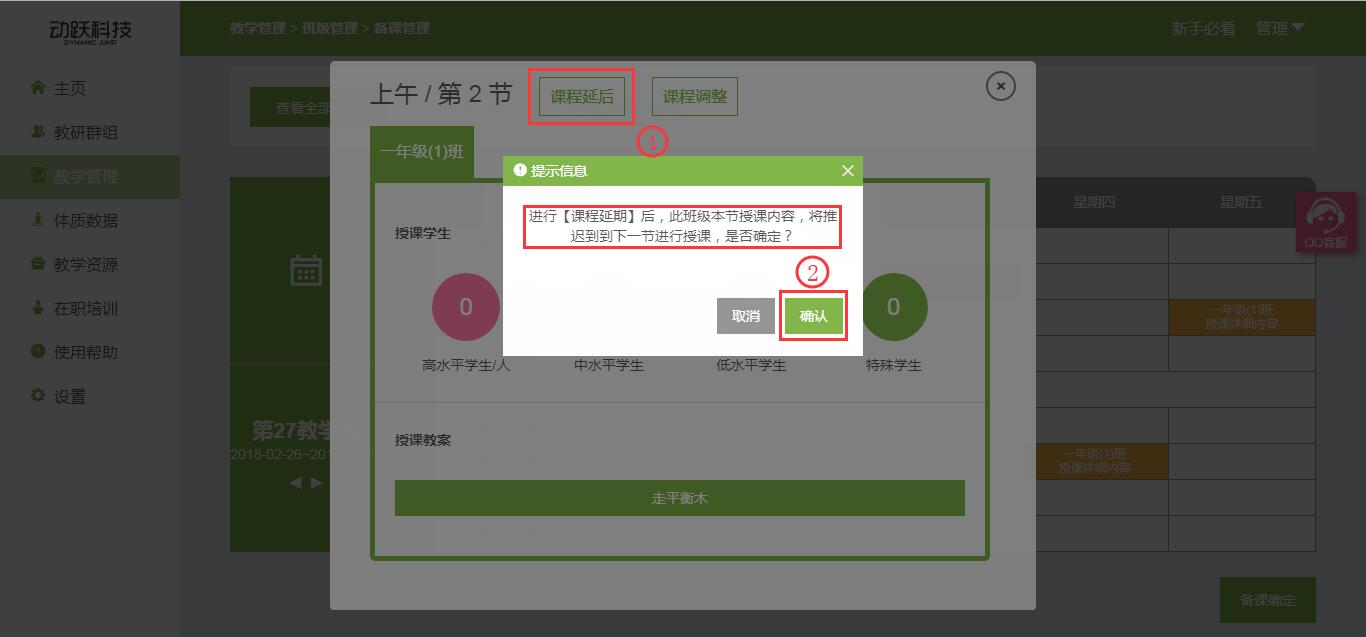 动跃科技
DYNAMIC JUMP
教学管理 > 班级管理 > 备课管理
新手必看
管理
主页
教研群组
教学管理
体质数据
教学资源
在职培训
使用帮助
设置
查看全部
上午 / 第 2 节
课程延后
课程调整
1
一年级(1)班
提示信息
进行【课程延期】后，此班级本节授课内容，将推
迟到到下一节进行授课，是否确定？
2
取消
确认
授课学生
0
0
高水平学生/人
中水平学生
低水平学生
特殊学生
授课教案
走平衡木
第27教学
2018-02-26~201
星期四
星期五
QQ客服
一年级(1)班
授课详细内容
一年级(1)班
授课详细内容
备课确定